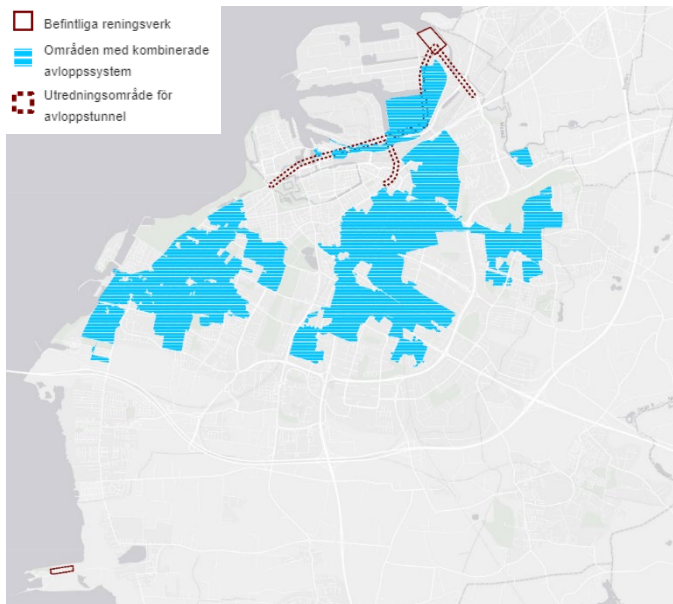 Befintliga reningsverk
Områden med kombinerade
avloppssystem
Utredningsområde för
avloppstunnel